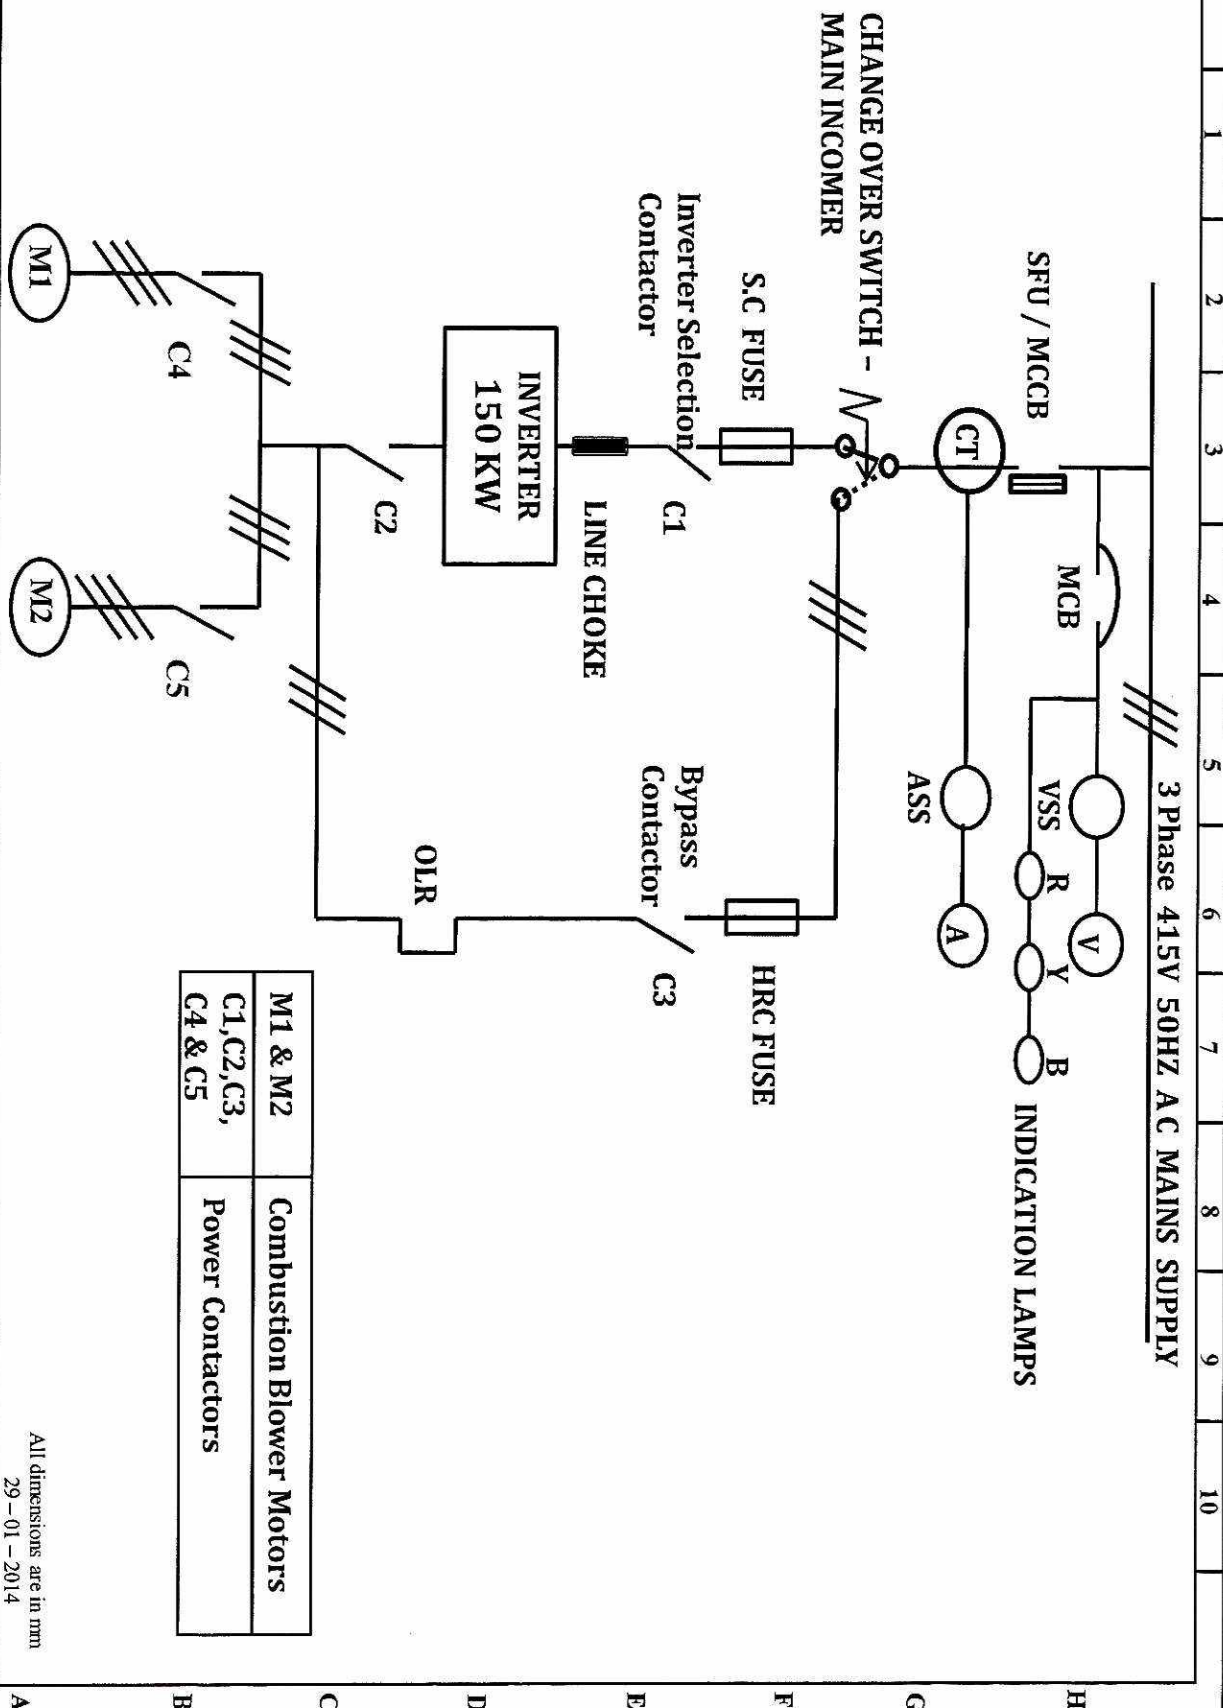 1 2 3 4 5 6 7 8 9 10
3 Phase 415V 50HZ AC MAINS SUPPLY
MCB
VSS
V
H
SFU / MCCB
R Y B
INDICATION LAMPS
CT
ASS
A
G
CHANGE OVER SWITCH -
MAIN INCOMER
S.C FUSE
HRC FUSE
F
Inverter Selection
Contactor
C1
Bypass
Contactor
C3
E
LINE CHOKE
INVERTER
150 KW
D
C2
OLR
C
M1 & M2
Combustion Blower Motors
C1,C2,C3,
C4 & C5
Power Contactors
C4
C5
B
M1
M2
A
All dimensions are in mm
29-01-2014